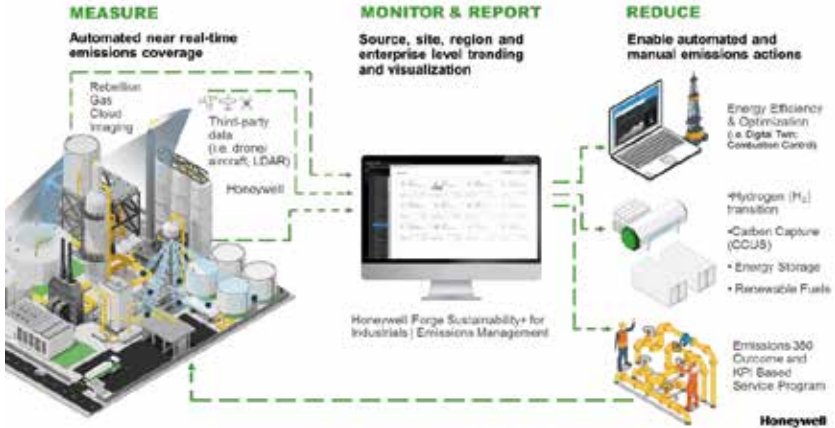 MEASURE
Automated near real-time
emissions coverage
Rebellion
Gas
Cloud
Imaging
Third-party
data
(i.e. drone/
aircraft, LDAR)
Honeywell
MONITOR & REPORT
Source, site, region and
enterprise level trending
and visualization
Honeywell Forge Sustainability+ for
Industrials | Emissions Management
REDUCE
Enable automated and
manual emissions actions
Energy Efficiency
& Optimization
(i.e. Digital Twin;
Combustion Control)
•Hydrogen (H₂)
transition
•Carbon Capture
(CCUS)
• Energy Storage
• Renewable Fuels
Emissions 360
Outcome and
KPI Based
Service Program
Honeywell